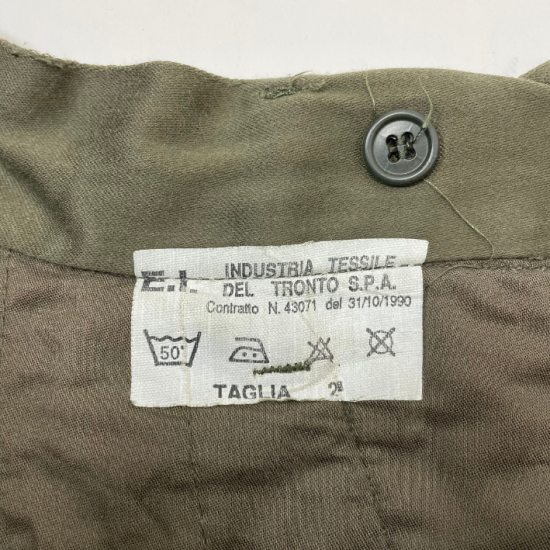 E.I. INDUSTRIA TESSILE
DEL TRONTO S.P.A.
Contratto N. 43071 del 31/10/1990
50°
TAGLIA 2ª